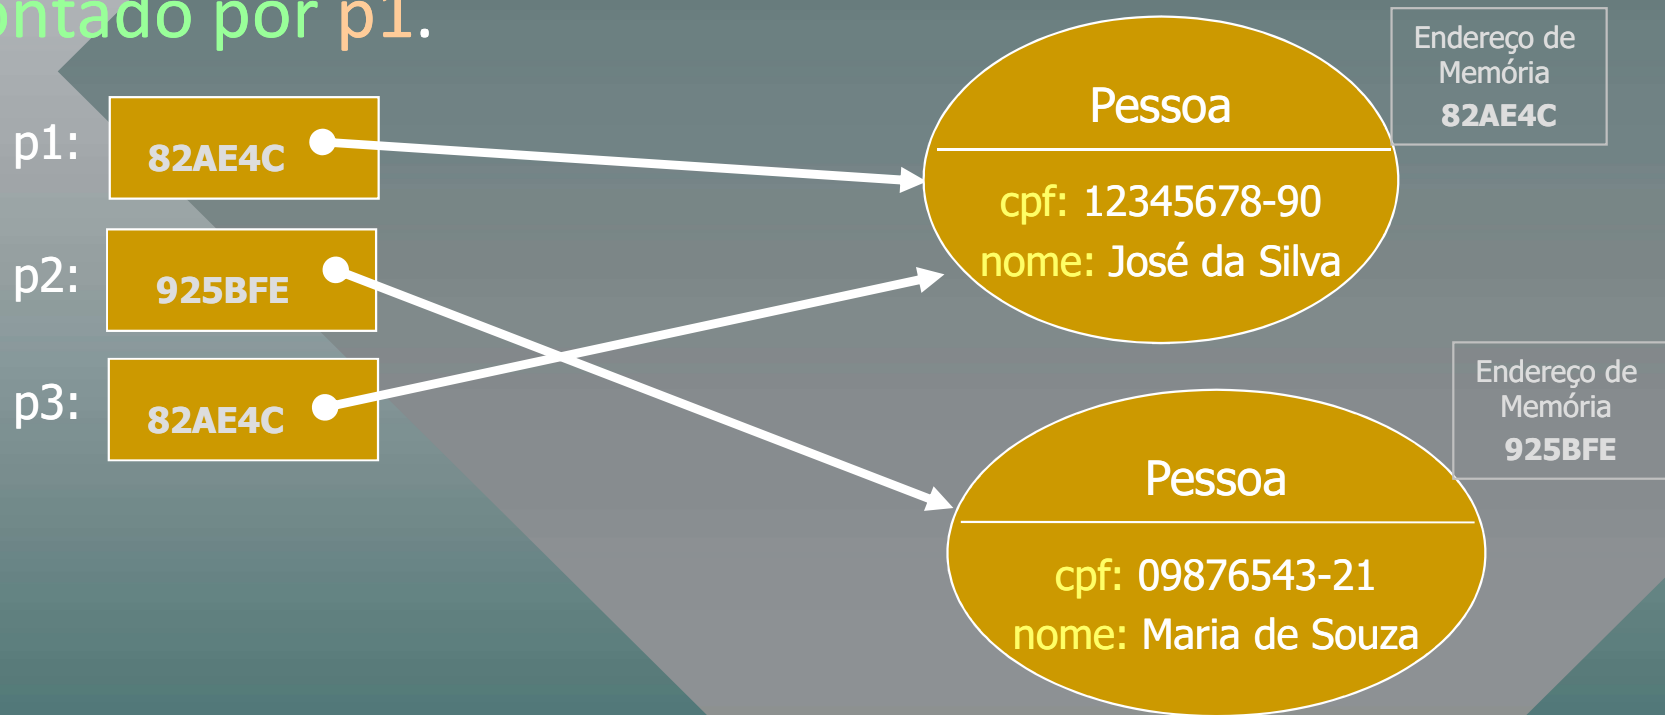 ontado por p1.
p1:
82AE4C
p2:
925BFE
p3:
82AE4C
Pessoa
cpf: 12345678-90
nome: José da Silva
Endereço de
Memória
82AE4C
Pessoa
cpf: 09876543-21
nome: Maria de Souza
Endereço de
Memória
925BFE